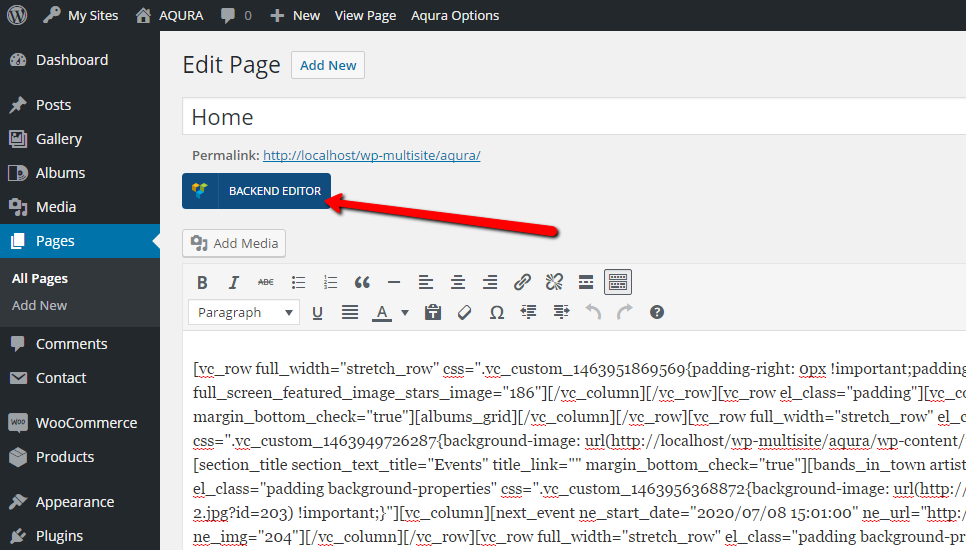 My Sites AQURA 0 New View Page Aqura Options
Dashboard
Posts
Gallery
Albums
Media
Pages
All Pages
Add New
Comments
Contact
WooCommerce
Products
Appearance
Plugins
Edit Page Add New
Home
Permalink: http://localhost/wp-multisite/aqura/
BACKEND EDITOR
Add Media
B I ABC
Paragraph U A Ω ?
[vc_row full_width="stretch_row" css=".vc_custom_1463951869569{padding-right: 0px !important;padding
full_screen_featured_image_stars_image="186"][/vc_column][/vc_row][vc_row el_class="padding"][vc_co
margin_bottom_check="true"][albums_grid][/vc_column][/vc_row][vc_row full_width="stretch_row" el_c
css=".vc_custom_1463949726287{background-image: url(http://localhost/wp-multisite/aqura/wp-content/
[section_title section_text_title="Events" title_link="" margin_bottom_check="true"][bands_in_town artist
el_class="padding background-properties" css=".vc_custom_1463956368872{background-image: url(http:/
2.jpg?id=203) !important;}"][vc_column][next_event ne_start_date="2020/07/08 15:01:00" ne_url="http:
ne_img="204"][/vc_column][/vc_row][vc_row full_width="stretch_row" el_class="padding background-pr